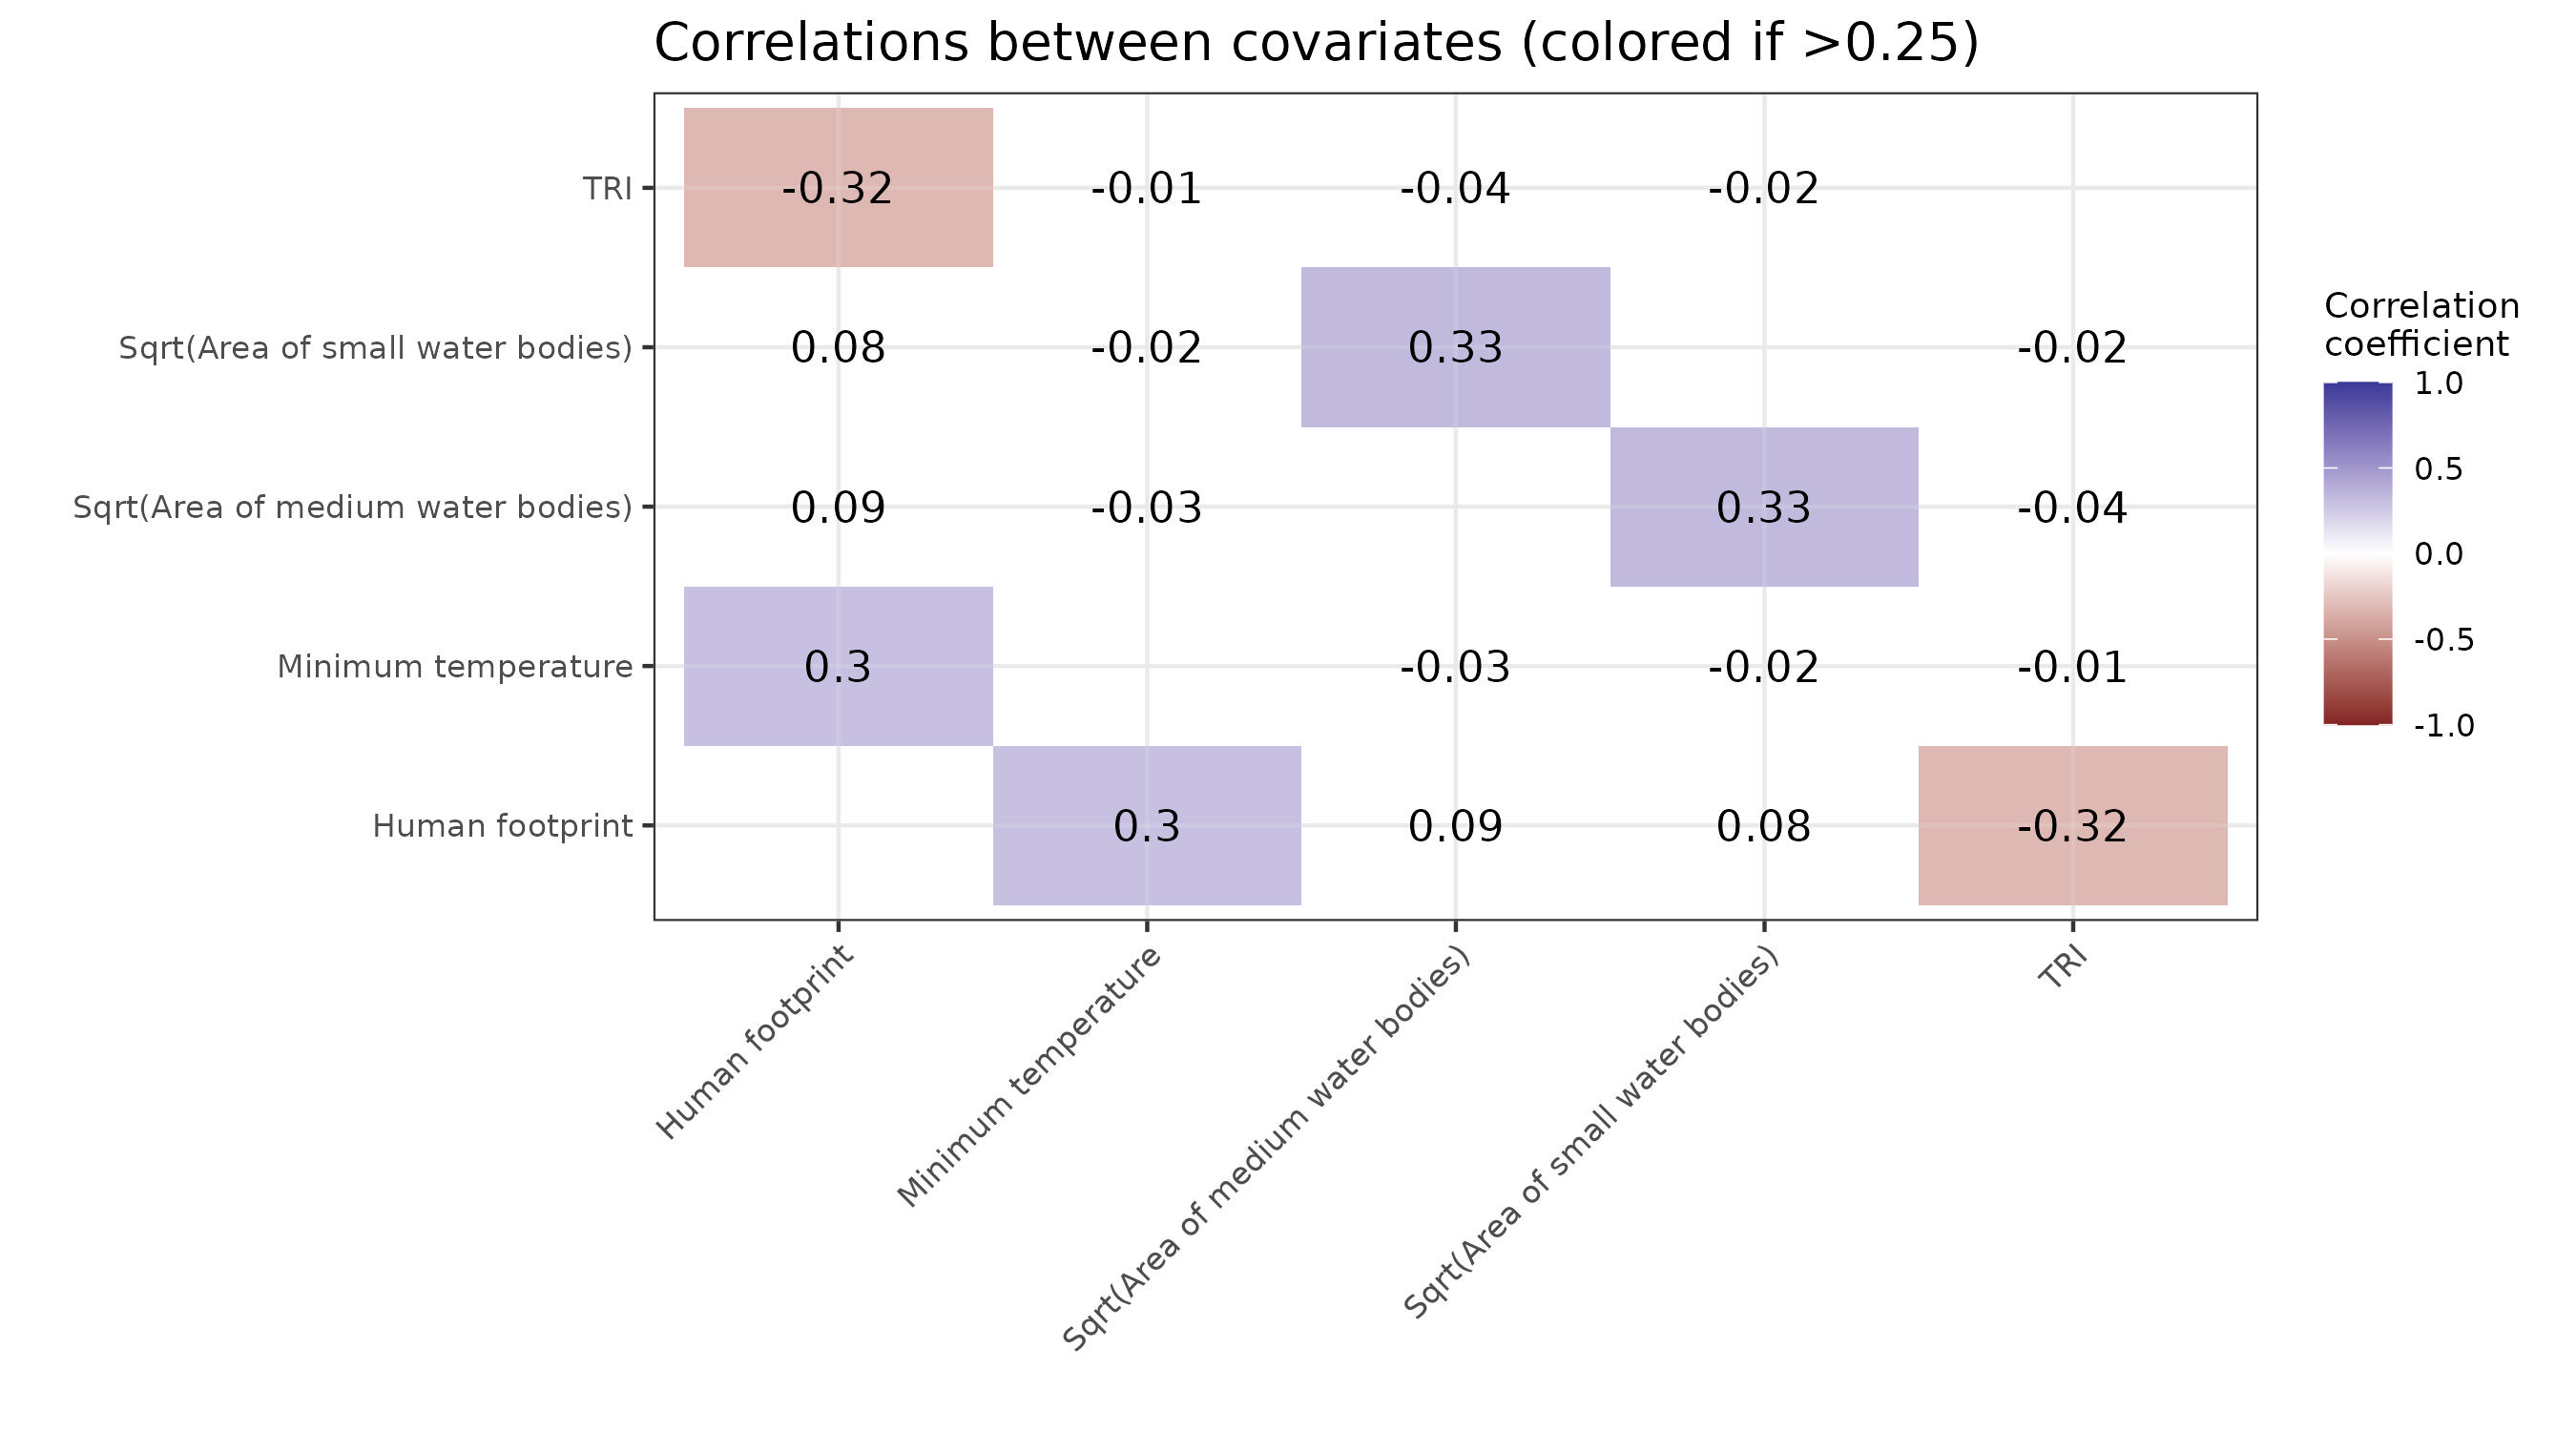 Correlations between covariates (colored if >0.25)
TRI
-0.32
-0.01
-0.04
-0.02
Sqrt(Area of small water bodies)
0.08
-0.02
0.33
-0.02
Sqrt(Area of medium water bodies)
0.09
-0.03
0.33
-0.04
Minimum temperature
0.3
-0.03
-0.02
-0.01
Human footprint
0.3
0.09
0.08
-0.32
Human footprint
Minimum temperature
Sqrt(Area of medium water bodies)
Sqrt(Area of small water bodies)
TRI
Correlation
coefficient
1.0
0.5
0.0
-0.5
-1.0